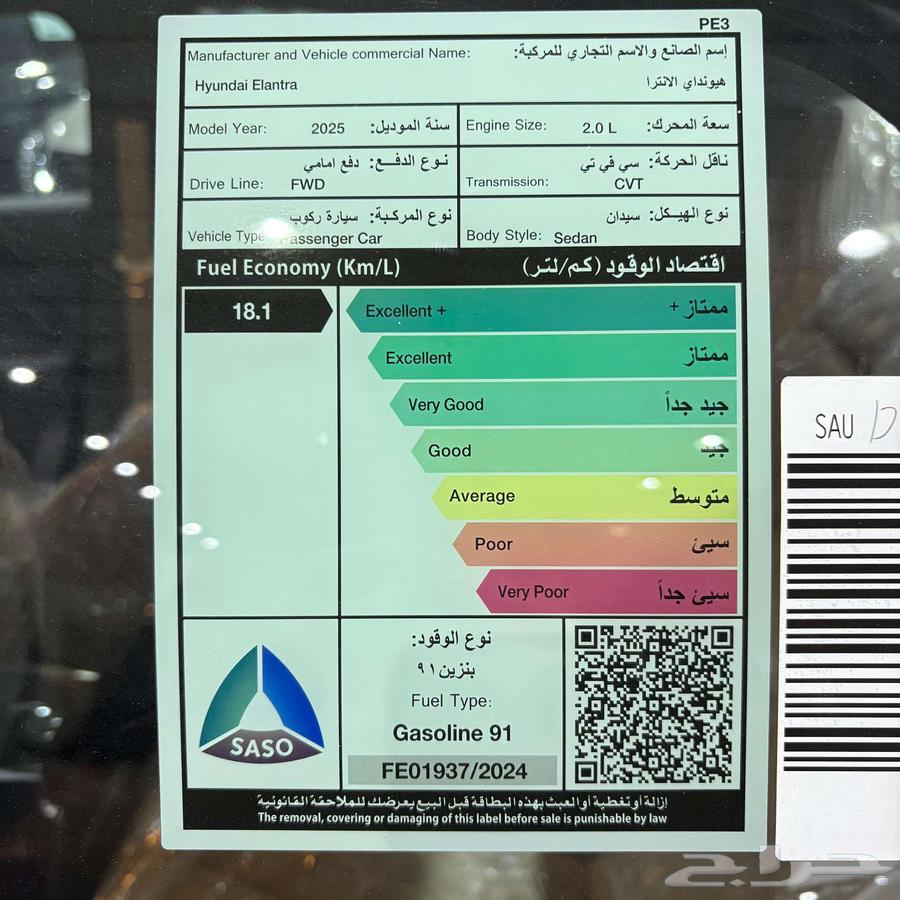 PE3
Manufacturer and Vehicle commercial Name: إسم الصانع والاسم التجاري للمركبة:
Hyundai Elantra هيونداي الانترا
Model Year: 2025 سنة الموديل:
Engine Size: 2.0 L سعة المحرك:
نوع الدفـع: دفع امامي
Drive Line: FWD
ناقل الحركة: سي في تي
Transmission: CVT
نوع المركـبة: سيارة ركوب
Vehicle Type: Passenger Car
نوع الهيـكل: سيدان
Body Style: Sedan
Fuel Economy (Km/L) اقتصاد الوقود (كم/لتر)
18.1
Excellent + ممتاز +
Excellent ممتاز
Very Good جيد جداً
Good جيد
Average متوسط
Poor سيئ
Very Poor سيئ جداً
SASO
نوع الوقود:
بنزين ٩١
Fuel Type:
Gasoline 91
FE01937/2024
إزالة أو تغطية أو العبث بهذه البطاقة قبل البيع يعرضك للملاحقة القانونية
The removal, covering or damaging of this label before sale is punishable by law
SAU
حراج